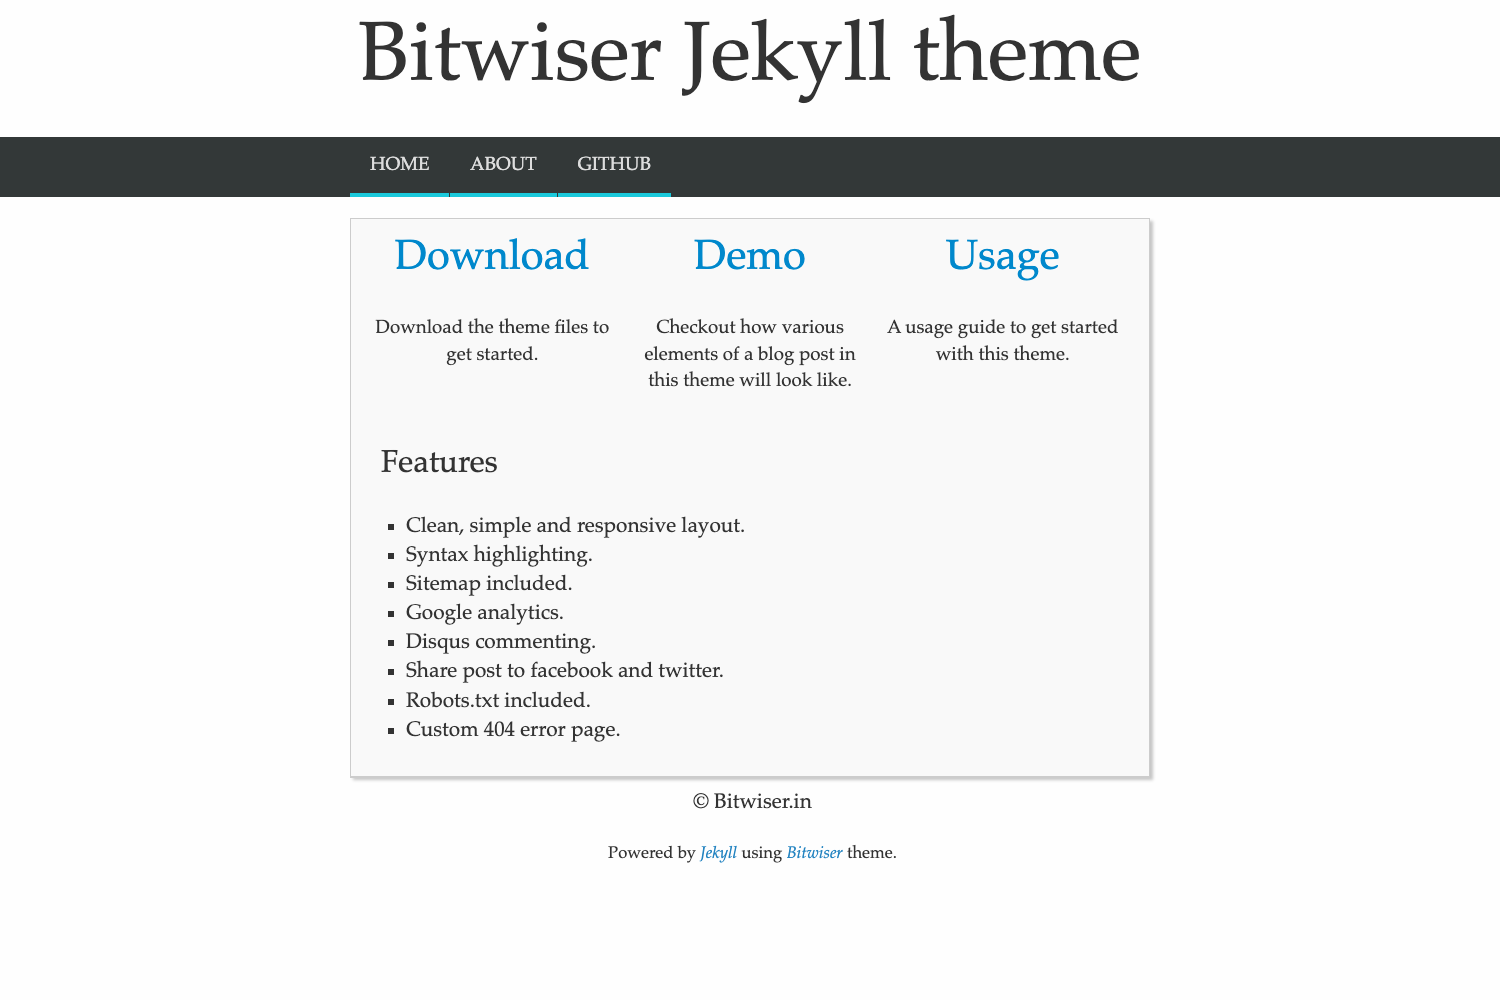 Bitwiser Jekyll theme
HOME ABOUT GITHUB
Download
Download the theme files to
get started.
Demo
Checkout how various
elements of a blog post in
this theme will look like.
Usage
A usage guide to get started
with this theme.
Features
Clean, simple and responsive layout.
Syntax highlighting.
Sitemap included.
Google analytics.
Disqus commenting.
Share post to facebook and twitter.
Robots.txt included.
Custom 404 error page.
© Bitwiser.in
Powered by Jekyll using Bitwiser theme.